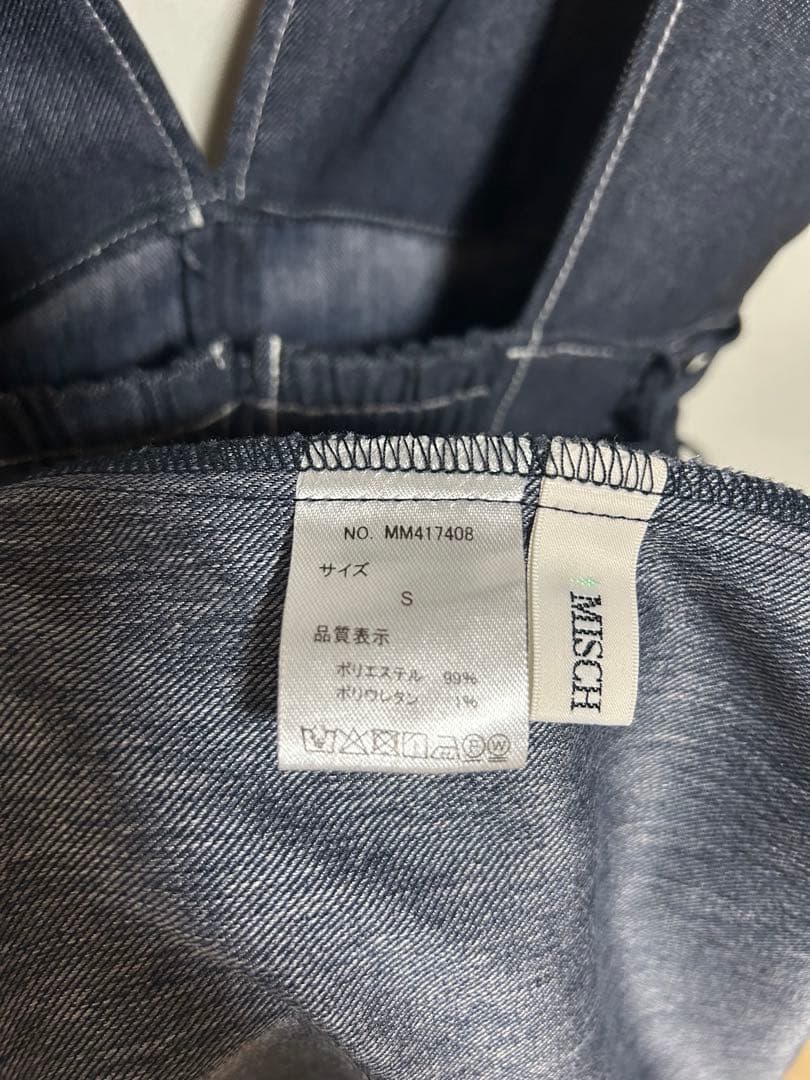 NO. MM417408
サイズ
S
品質表示
ポリエステル 99%
ポリウレタン 1%
MISCH